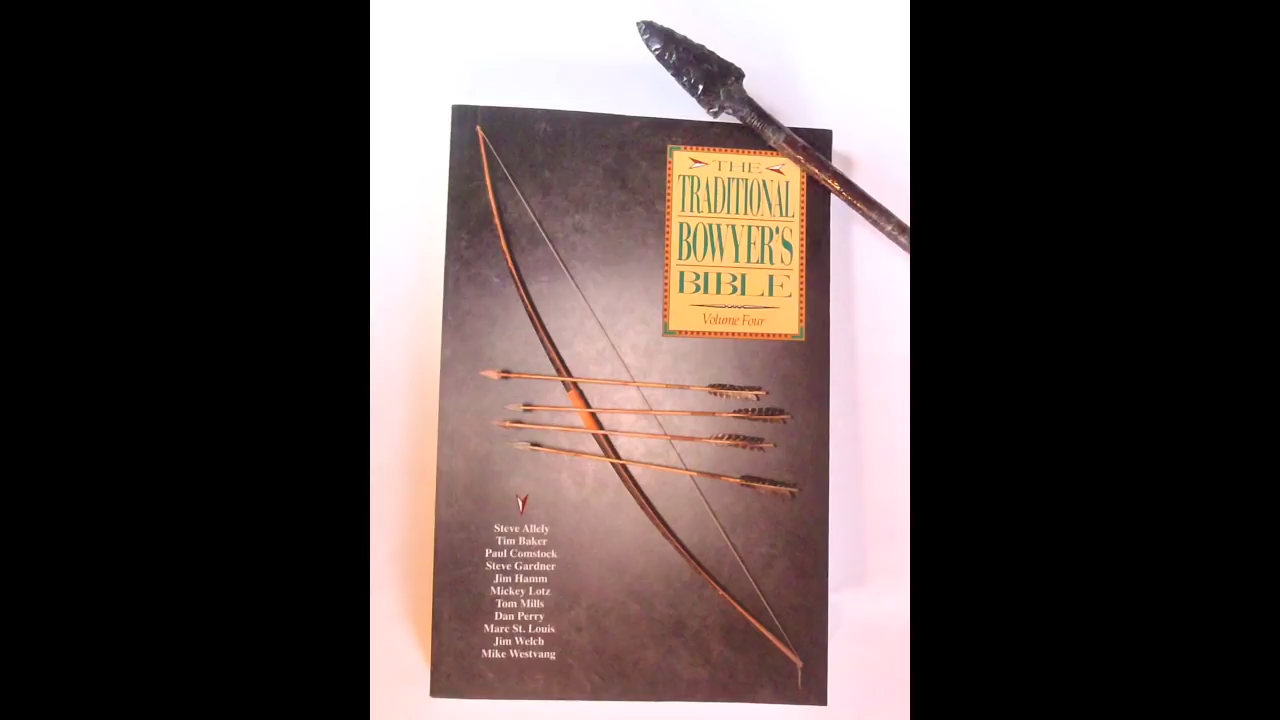 THE
TRADITIONAL
BOWYER'S
BIBLE
Volume Four
Steve Allely
Tim Baker
Paul Comstock
Steve Gardner
Jim Hamm
Mickey Lotz
Tom Mills
Dan Perry
Marc St. Louis
Jim Welch
Mike Westvang